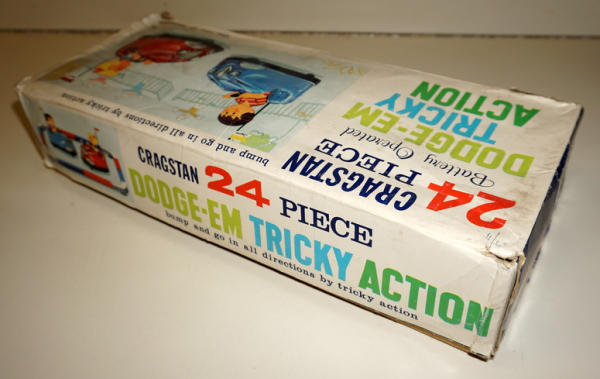 CRAGSTAN 24 PIECE
DODGE-EM TRICKY ACTION
bump and go in all directions by tricky action
CRAGSTAN
24 PIECE
Battery Operated
DODGE-EM
TRICKY
ACTION
bump and go in all directions by tricky action